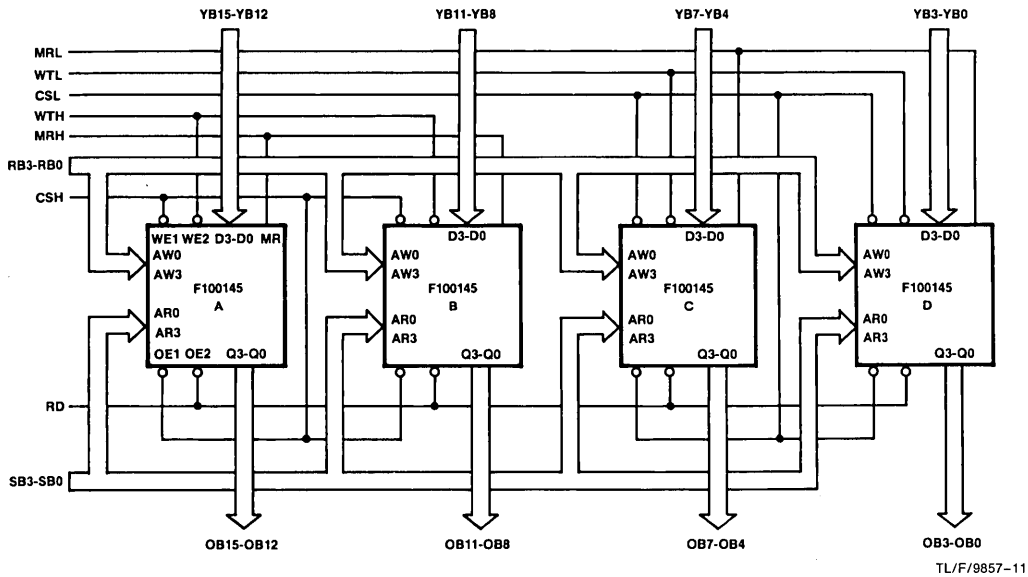 YB15-YB12 YB11-YB8 YB7-YB4 YB3-YB0
MRL
WTL
CSL
WTH
MRH
RB3-RB0
CSH
WE1 WE2 D3-D0 MR
AW0
AW3
F100145
A
AR0
AR3
OE1 OE2 Q3-Q0
D3-D0
AW0
AW3
F100145
B
AR0
AR3
Q3-Q0
D3-D0
AW0
AW3
F100145
C
AR0
AR3
Q3-Q0
D3-D0
AW0
AW3
F100145
D
AR0
AR3
Q3-Q0
RD
SB3-SB0
OB15-OB12 OB11-OB8 OB7-OB4 OB3-OB0
TL/F/9857-11